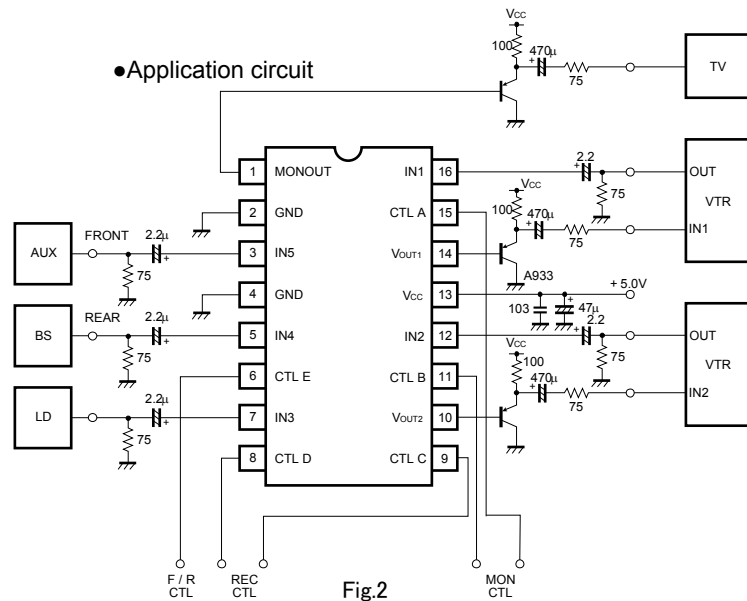 ●Application circuit
VCC
100
470μ
+
75
TV
1 MONOUT
2 GND
3 IN5
4 GND
5 IN4
6 CTL E
7 IN3
8 CTL D
IN1 16
CTL A 15
VOUT1 14
VCC 13
IN2 12
CTL B 11
VOUT2 10
CTL C 9
AUX
FRONT
2.2μ
+
75
BS
REAR
2.2μ
+
75
LD
2.2μ
+
75
2.2
+
75
OUT
VTR
IN1
VCC
100
470μ
+
75
A933
+ 5.0V
103
+
47μ
2.2
+
75
OUT
VTR
IN2
VCC
100
470μ
+
75
F / R
CTL
REC
CTL
MON
CTL
Fig.2